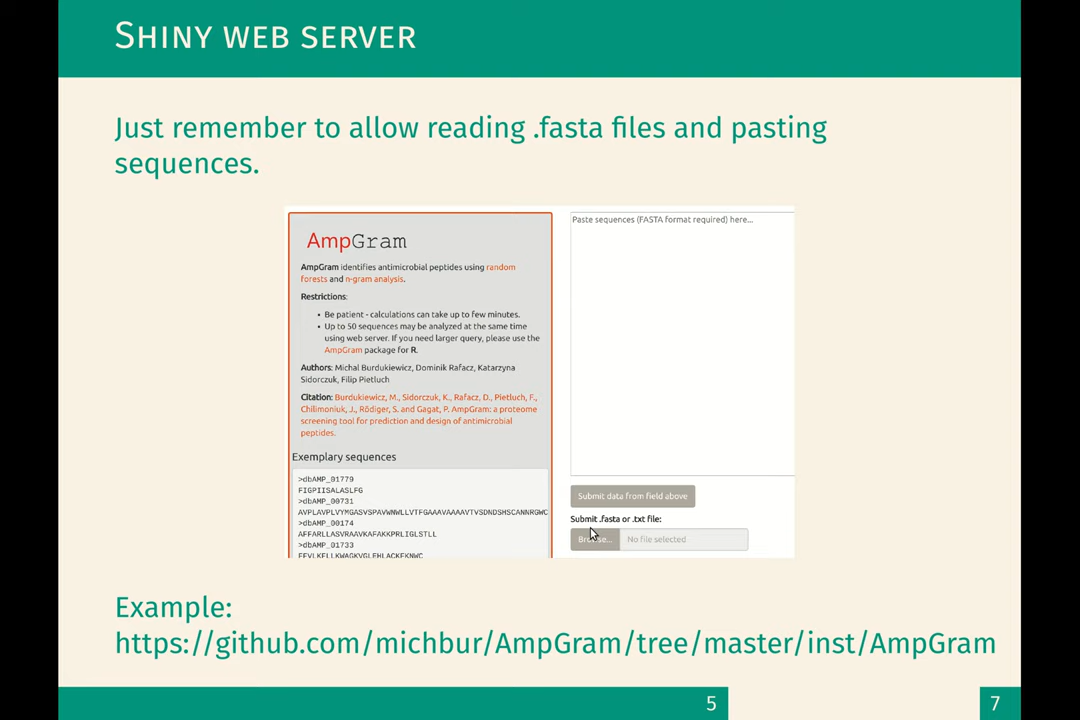 SHINY WEB SERVER
Just remember to allow reading .fasta files and pasting
sequences.
AmpGram
AmpGram identifies antimicrobial peptides using random
forests and n-gram analysis.
Restrictions:
• Be patient - calculations can take up to few minutes.
• Up to 50 sequences may be analyzed at the same time
using web server. If you need larger query, please use the
AmpGram package for R.
Authors: Michal Burdukiewicz, Dominik Rafacz, Katarzyna
Sidorczuk, Filip Pietluch
Citation: Burdukiewicz, M., Sidorczuk, K., Rafacz, D., Pietluch, F.,
Chilimoniuk, J., Rödiger, S. and Gagat, P. AmpGram: a proteome
screening tool for prediction and design of antimicrobial
peptides.
Exemplary sequences
>dbAMP_01779
FIGPIISALASLFG
>dbAMP_00731
AVPLAVPLVYMGASVSPAVWNWLLVTFGAAAVAAAAVTVSDNDSHSCANNRGWC
>dbAMP_00174
AFFARLLASVRAAVKAFAKKPRLIGLSTLL
>dbAMP_01733
Paste sequences (FASTA format required) here...
Submit data from field above
Submit .fasta or .txt file:
Browse...
No file selected
Example:
https://github.com/michbur/AmpGram/tree/master/inst/AmpGram
5
7